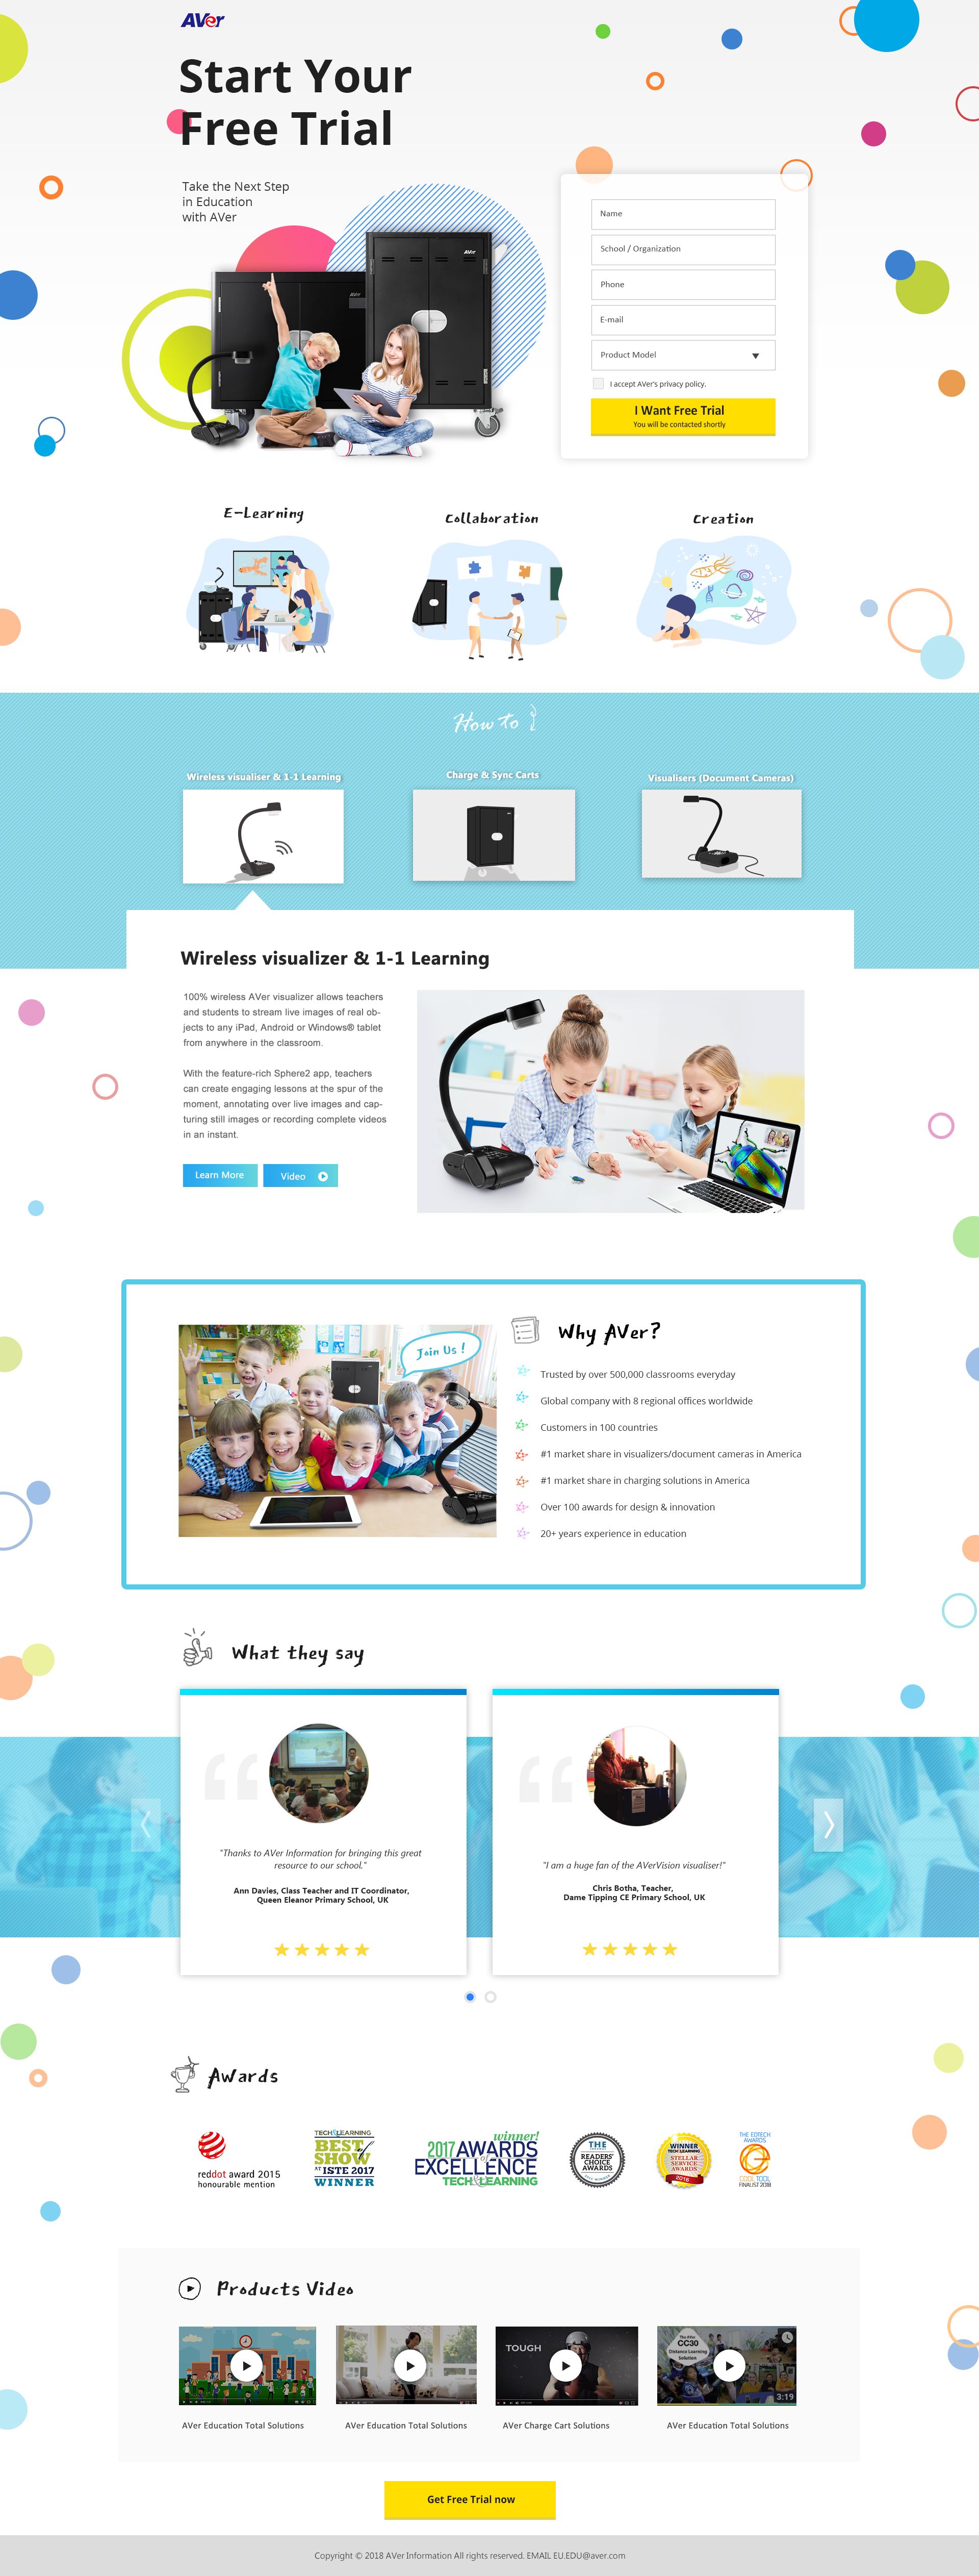 AVer
Start Your
Free Trial
Take the Next Step
in Education
with AVer
AVer
AVer
Name
School / Organization
Phone
E-mail
Product Model
I accept AVer's privacy policy.
I Want Free Trial
You will be contacted shortly
E-Learning
Collaboration
Creation
How to
Wireless visualiser & 1-1 Learning
Charge & Sync Carts
Visualisers (Document Cameras)
Wireless visualizer & 1-1 Learning
100% wireless AVer visualizer allows teachers
and students to stream live images of real ob-
jects to any iPad, Android or Windows® tablet
from anywhere in the classroom.
With the feature-rich Sphere2 app, teachers
can create engaging lessons at the spur of the
moment, annotating over live images and cap-
turing still images or recording complete videos
in an instant.
Learn More
Video
Join Us !
Why AVer?
Trusted by over 500,000 classrooms everyday
Global company with 8 regional offices worldwide
Customers in 100 countries
#1 market share in visualizers/document cameras in America
#1 market share in charging solutions in America
Over 100 awards for design & innovation
20+ years experience in education
What they say
"Thanks to AVer Information for bringing this great
resource to our school."
Ann Davies, Class Teacher and IT Coordinator,
Queen Eleanor Primary School, UK
"I am a huge fan of the AVerVision visualiser!"
Chris Botha, Teacher,
Dame Tipping CE Primary School, UK
Awards
reddot award 2015
honourable mention
TECH&LEARNING
BEST of
SHOW
AT ISTE 2017
WINNER
winner!
2017 AWARDS
of
EXCELLENCE
TECH&LEARNING
THE
READERS'
CHOICE
AWARDS
WINNER
TECH&LEARNING
STELLAR
SERVICE
AWARDS
2016
THE EDTECH
AWARDS
COOL TOOL
FINALIST 2018
Products Video
TOUGH
The AVer
CC30
Distance Learning
Solution
3:19
AVer Education Total Solutions
AVer Education Total Solutions
AVer Charge Cart Solutions
AVer Education Total Solutions
Get Free Trial now
Copyright © 2018 AVer Information All rights reserved. EMAIL EU.EDU@aver.com